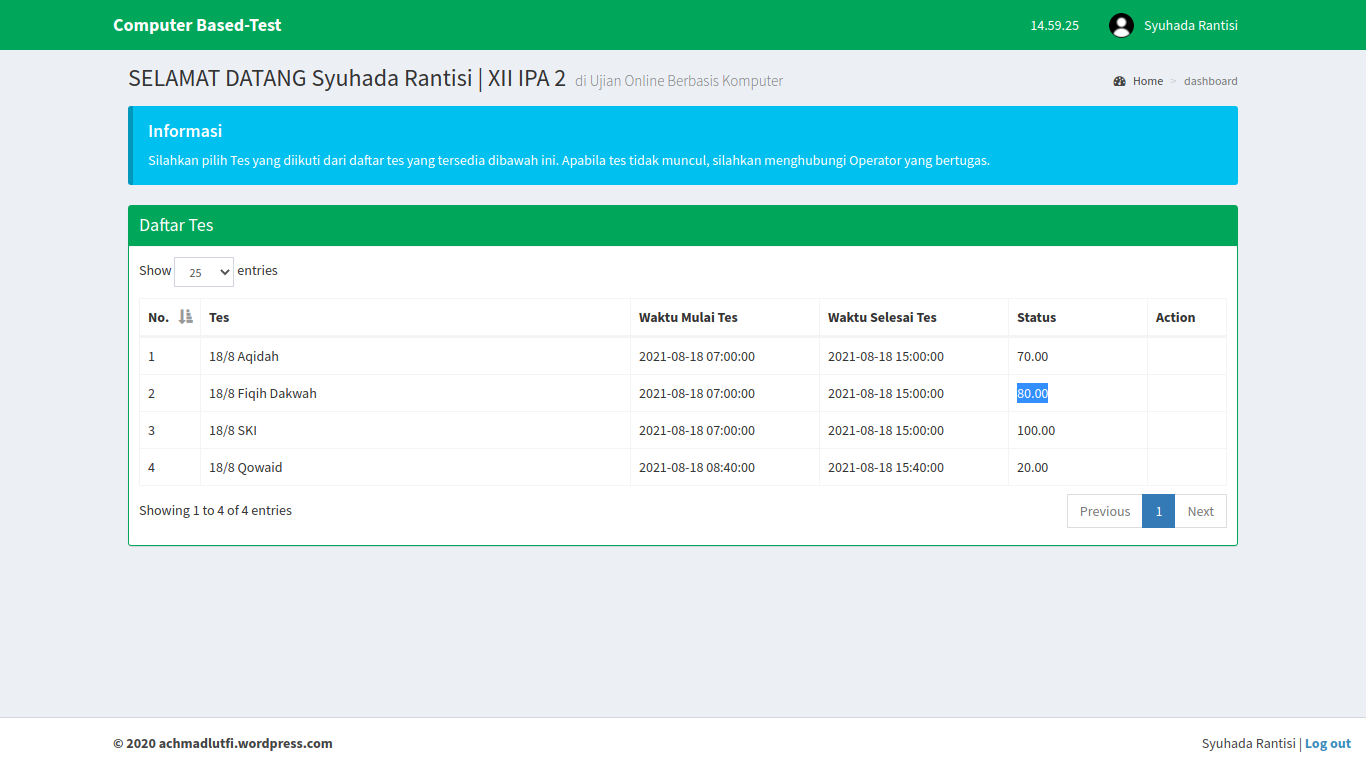 Computer Based-Test 14.59.25 Syuhada Rantisi
SELAMAT DATANG Syuhada Rantisi | XII IPA 2 di Ujian Online Berbasis Komputer Home > dashboard
Informasi
Silahkan pilih Tes yang diikuti dari daftar tes yang tersedia dibawah ini. Apabila tes tidak muncul, silahkan menghubungi Operator yang bertugas.
Daftar Tes
Show 25 entries
No. Tes Waktu Mulai Tes Waktu Selesai Tes Status Action
1 18/8 Aqidah 2021-08-18 07:00:00 2021-08-18 15:00:00 70.00
2 18/8 Fiqih Dakwah 2021-08-18 07:00:00 2021-08-18 15:00:00 80.00
3 18/8 SKI 2021-08-18 07:00:00 2021-08-18 15:00:00 100.00
4 18/8 Qowaid 2021-08-18 08:40:00 2021-08-18 15:40:00 20.00
Showing 1 to 4 of 4 entries Previous 1 Next
© 2020 achmadlutfi.wordpress.com Syuhada Rantisi | Log out